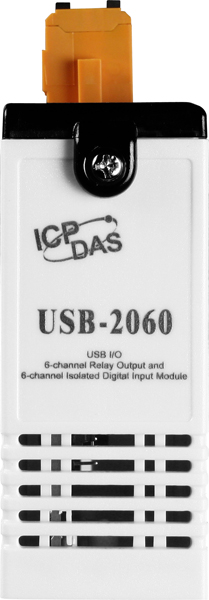 ICP
DAS
USB-2060
USB I/O
6-channel Relay Output and
6-channel Isolated Digital Input Module